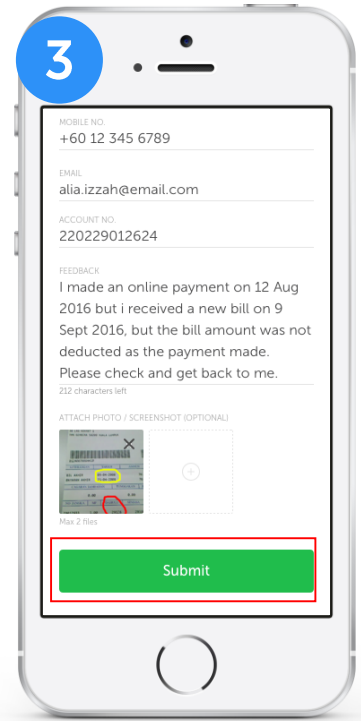 3
MOBILE NO.
+60 12 345 6789
EMAIL
alia.izzah@email.com
ACCOUNT NO.
220229012624
FEEDBACK
I made an online payment on 12 Aug
2016 but i received a new bill on 9
Sept 2016, but the bill amount was not
deducted as the payment made.
Please check and get back to me.
212 characters left
ATTACH PHOTO / SCREENSHOT (OPTIONAL)
Max 2 files
Submit